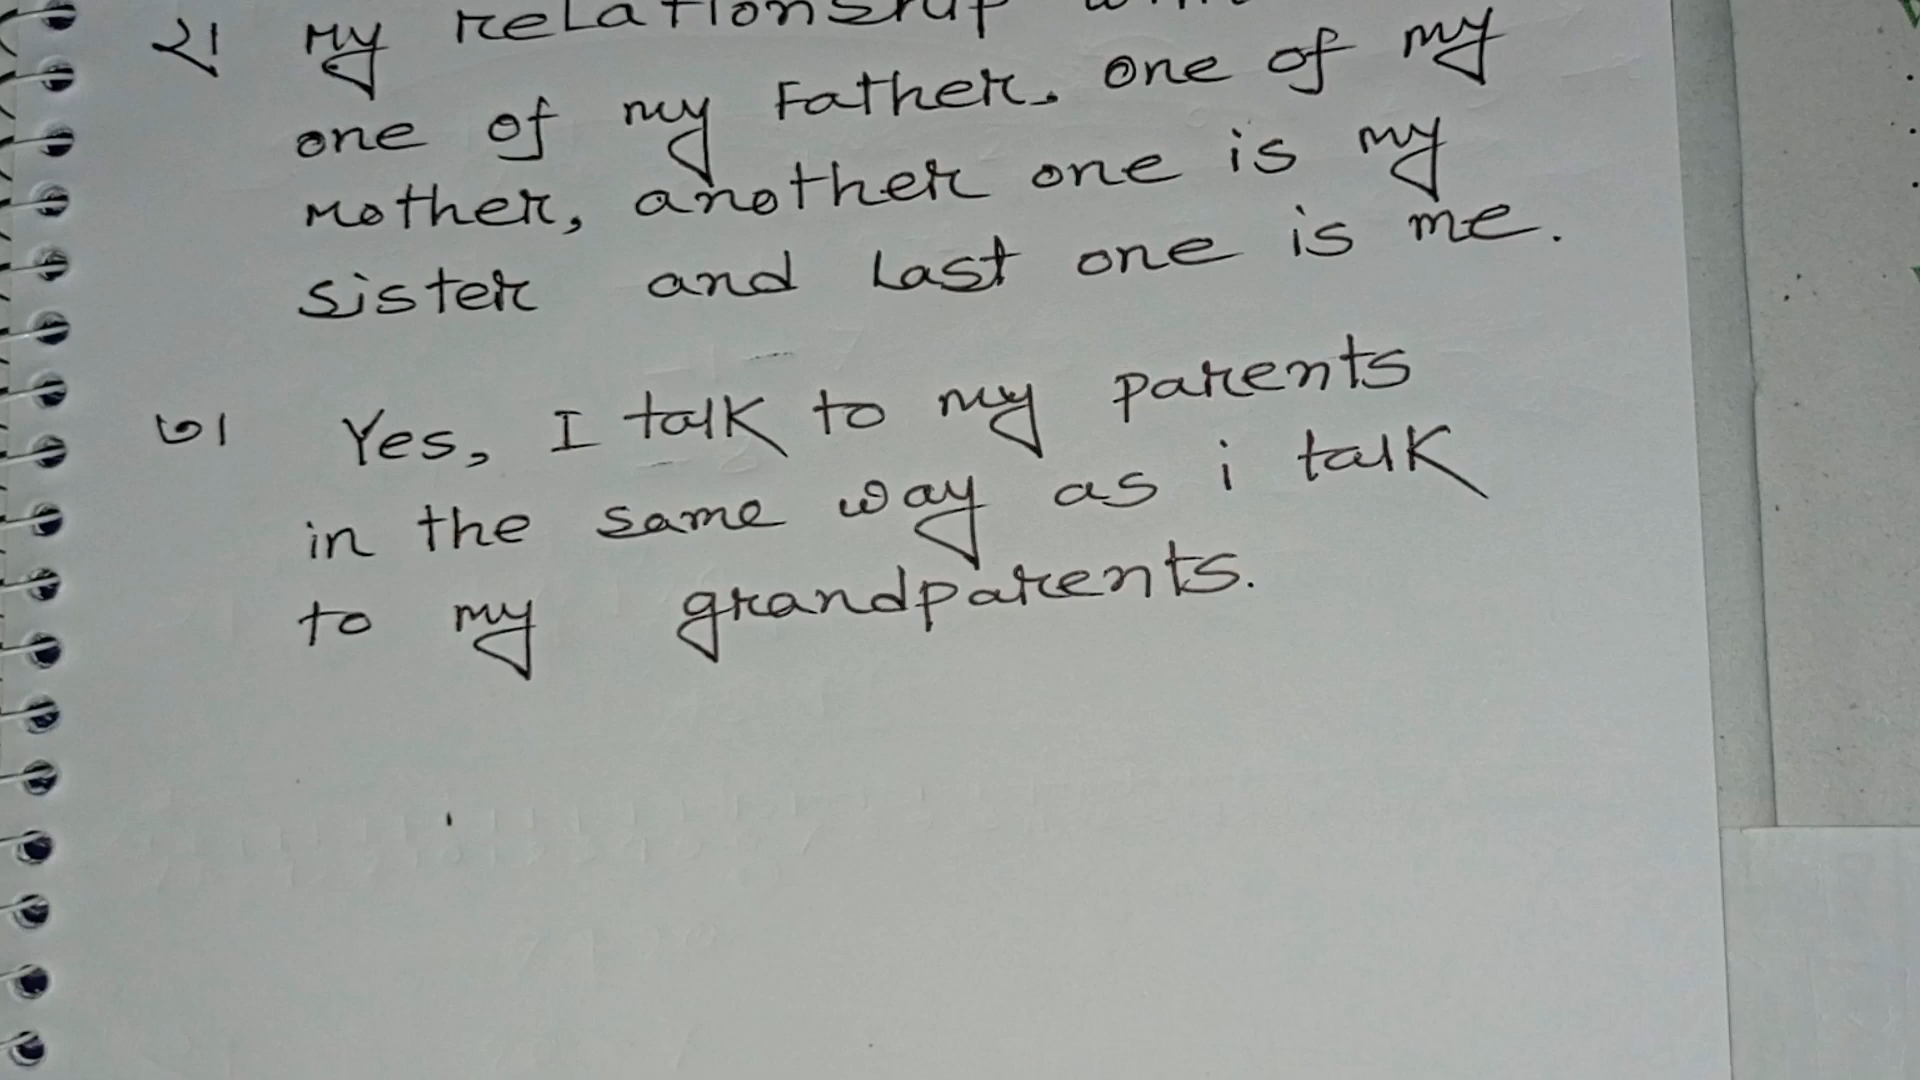 ২। My relationship
one of my Father. one of my
Mother, another one is my
sister and Last one is me.
৩। Yes, I talk to my parents
in the same way as i talk
to my grandparents.